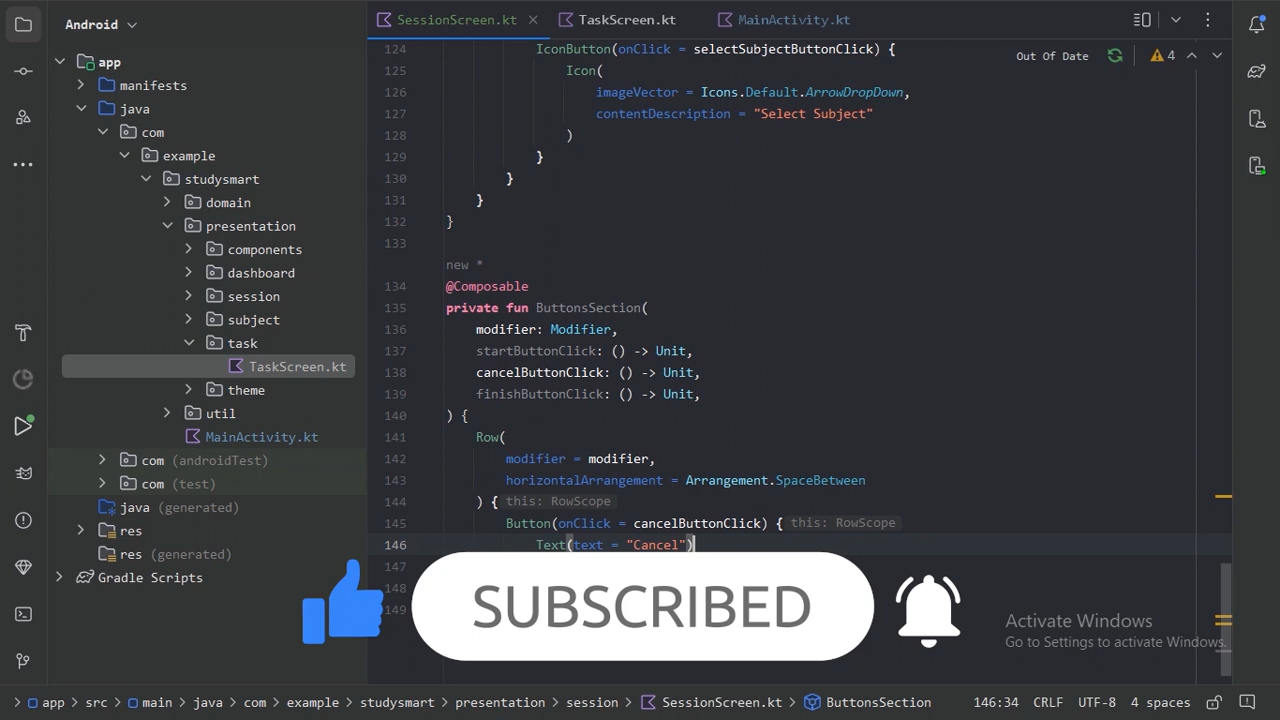 Android
SessionScreen.kt
TaskScreen.kt
MainActivity.kt
app
manifests
java
com
example
studysmart
domain
presentation
components
dashboard
session
subject
task
TaskScreen.kt
theme
util
MainActivity.kt
com (androidTest)
com (test)
java (generated)
res
res (generated)
Gradle Scripts
Out Of Date
4
124 IconButton(onClick = selectSubjectButtonClick) {
125 Icon(
126 imageVector = Icons.Default.ArrowDropDown,
127 contentDescription = "Select Subject"
128 )
129 }
130 }
131 }
132 }
133
new *
134 @Composable
135 private fun ButtonsSection(
136 modifier: Modifier,
137 startButtonClick: () -> Unit,
138 cancelButtonClick: () -> Unit,
139 finishButtonClick: () -> Unit,
140 ) {
141 Row(
142 modifier = modifier,
143 horizontalArrangement = Arrangement.SpaceBetween
144 ) { this: RowScope
145 Button(onClick = cancelButtonClick) { this: RowScope
146 Text(text = "Cancel")
147
148
149
SUBSCRIBED
Activate Windows
Go to Settings to activate Windows.
app > src > main > java > com > example > studysmart > presentation > session > SessionScreen.kt > ButtonsSection
146:34 CRLF UTF-8 4 spaces